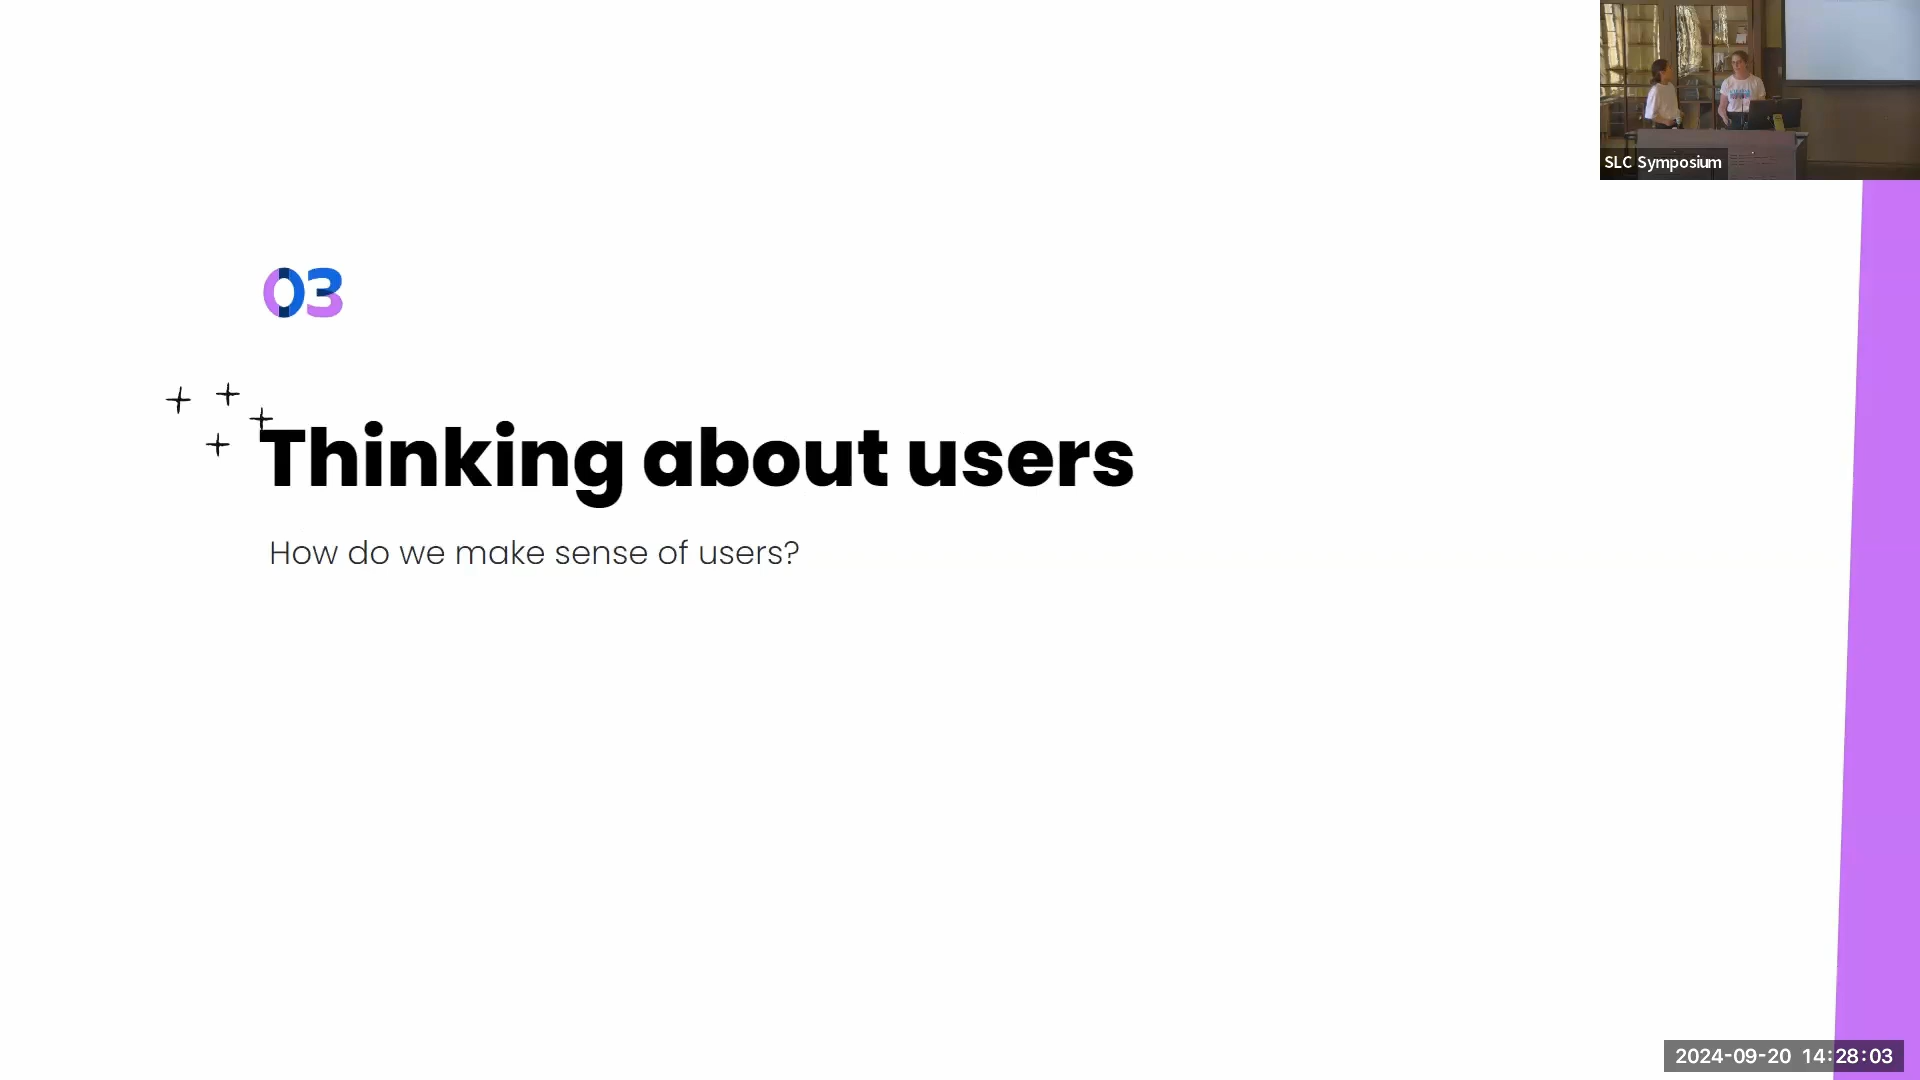 SLC Symposium
03
Thinking about users
How do we make sense of users?
2024-09-20 14:28:03